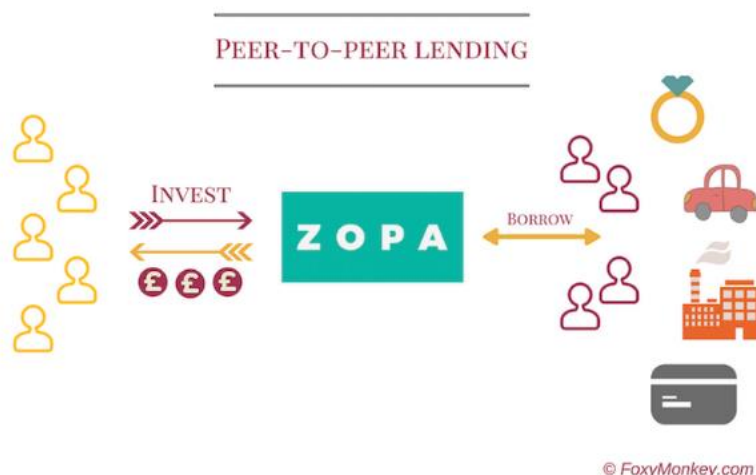 PEER-TO-PEER LENDING
INVEST
ZOPA
BORROW
£ £ £
© FoxyMonkey.com